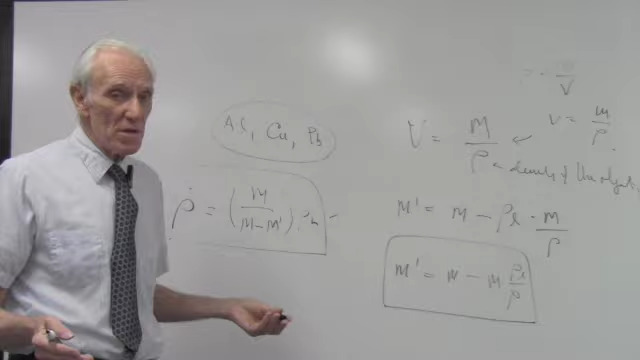 Al, Cu, Pb
ρ = (M / (M − M')) · ρL
V = M / ρ ← density of the object
M' = M − ρl · M / ρ
M' = M − M ρl / ρ
ρ = m / V
V = m / ρ .